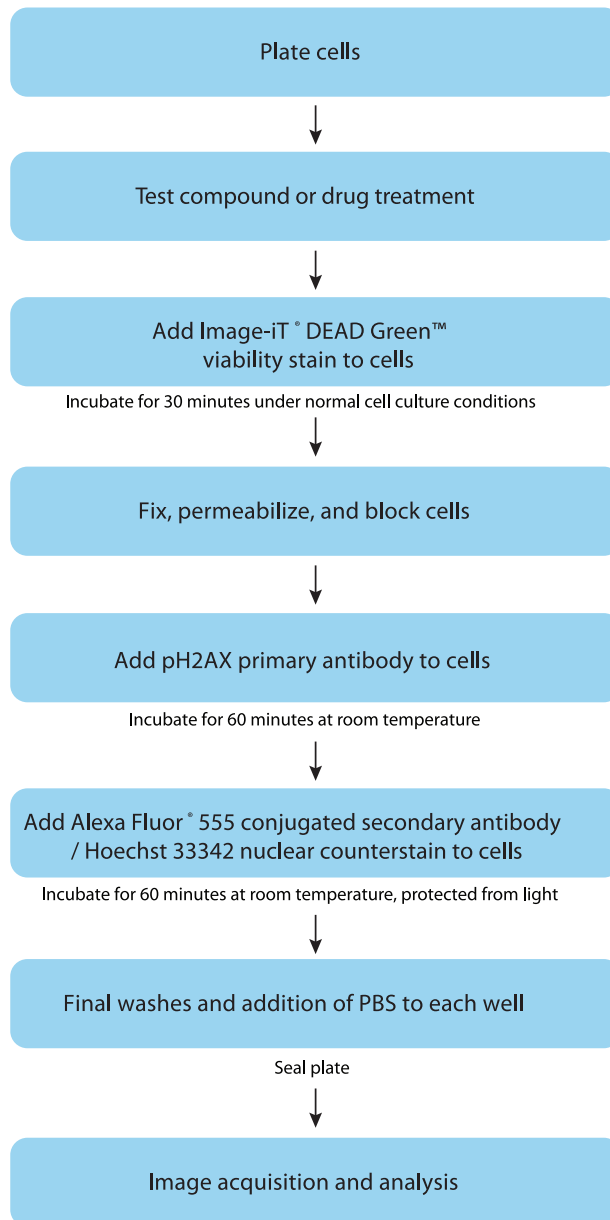 Plate cells
Test compound or drug treatment
Add Image-iT® DEAD Green™
viability stain to cells
Incubate for 30 minutes under normal cell culture conditions
Fix, permeabilize, and block cells
Add pH2AX primary antibody to cells
Incubate for 60 minutes at room temperature
Add Alexa Fluor® 555 conjugated secondary antibody
/ Hoechst 33342 nuclear counterstain to cells
Incubate for 60 minutes at room temperature, protected from light
Final washes and addition of PBS to each well
Seal plate
Image acquisition and analysis